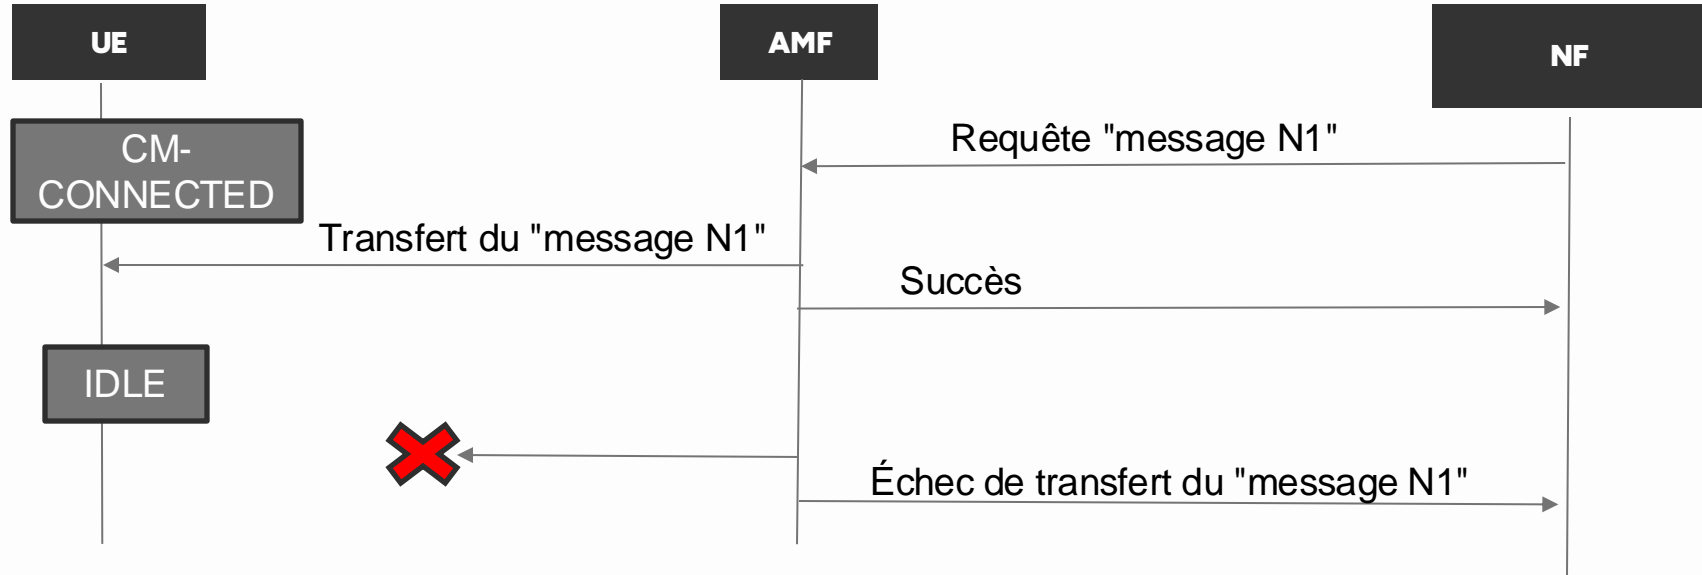 UE
AMF
NF
Requête "message N1"
CM-
CONNECTED
Transfert du "message N1"
Succès
IDLE
Échec de transfert du "message N1"